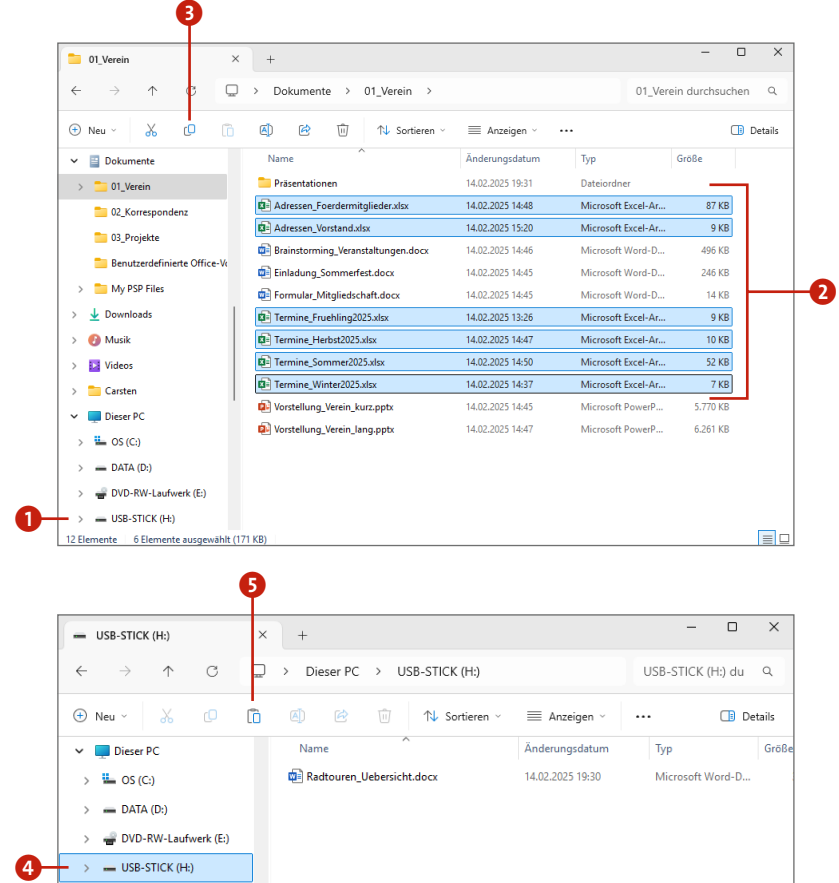 3
01_Verein
Dokumente > 01_Verein >
01_Verein durchsuchen
Neu
Sortieren
Anzeigen
Details
Name Änderungsdatum Typ Größe
Dokumente
01_Verein
02_Korrespondenz
03_Projekte
Benutzerdefinierte Office-Vo
My PSP Files
Downloads
Musik
Videos
Carsten
Dieser PC
OS (C:)
DATA (D:)
DVD-RW-Laufwerk (E:)
1
USB-STICK (H:)
Präsentationen 14.02.2025 19:31 Dateiordner
Adressen_Foerdermitglieder.xlsx 14.02.2025 14:48 Microsoft Excel-Ar... 87 KB
Adressen_Vorstand.xlsx 14.02.2025 15:20 Microsoft Excel-Ar... 9 KB
Brainstorming_Veranstaltungen.docx 14.02.2025 14:46 Microsoft Word-D... 496 KB
Einladung_Sommerfest.docx 14.02.2025 14:45 Microsoft Word-D... 246 KB
Formular_Mitgliedschaft.docx 14.02.2025 14:45 Microsoft Word-D... 14 KB
Termine_Fruehling2025.xlsx 14.02.2025 13:26 Microsoft Excel-Ar... 9 KB
Termine_Herbst2025.xlsx 14.02.2025 14:47 Microsoft Excel-Ar... 10 KB
Termine_Sommer2025.xlsx 14.02.2025 14:50 Microsoft Excel-Ar... 52 KB
Termine_Winter2025.xlsx 14.02.2025 14:37 Microsoft Excel-Ar... 7 KB
Vorstellung_Verein_kurz.pptx 14.02.2025 14:45 Microsoft PowerP... 5.770 KB
Vorstellung_Verein_lang.pptx 14.02.2025 14:47 Microsoft PowerP... 6.261 KB
2
12 Elemente 6 Elemente ausgewählt (171 KB)
5
USB-STICK (H:)
Dieser PC > USB-STICK (H:)
USB-STICK (H:) du
Neu
Sortieren
Anzeigen
Details
Name Änderungsdatum Typ Größe
Dieser PC
OS (C:)
DATA (D:)
DVD-RW-Laufwerk (E:)
4
USB-STICK (H:)
Radtouren_Uebersicht.docx 14.02.2025 19:30 Microsoft Word-D...